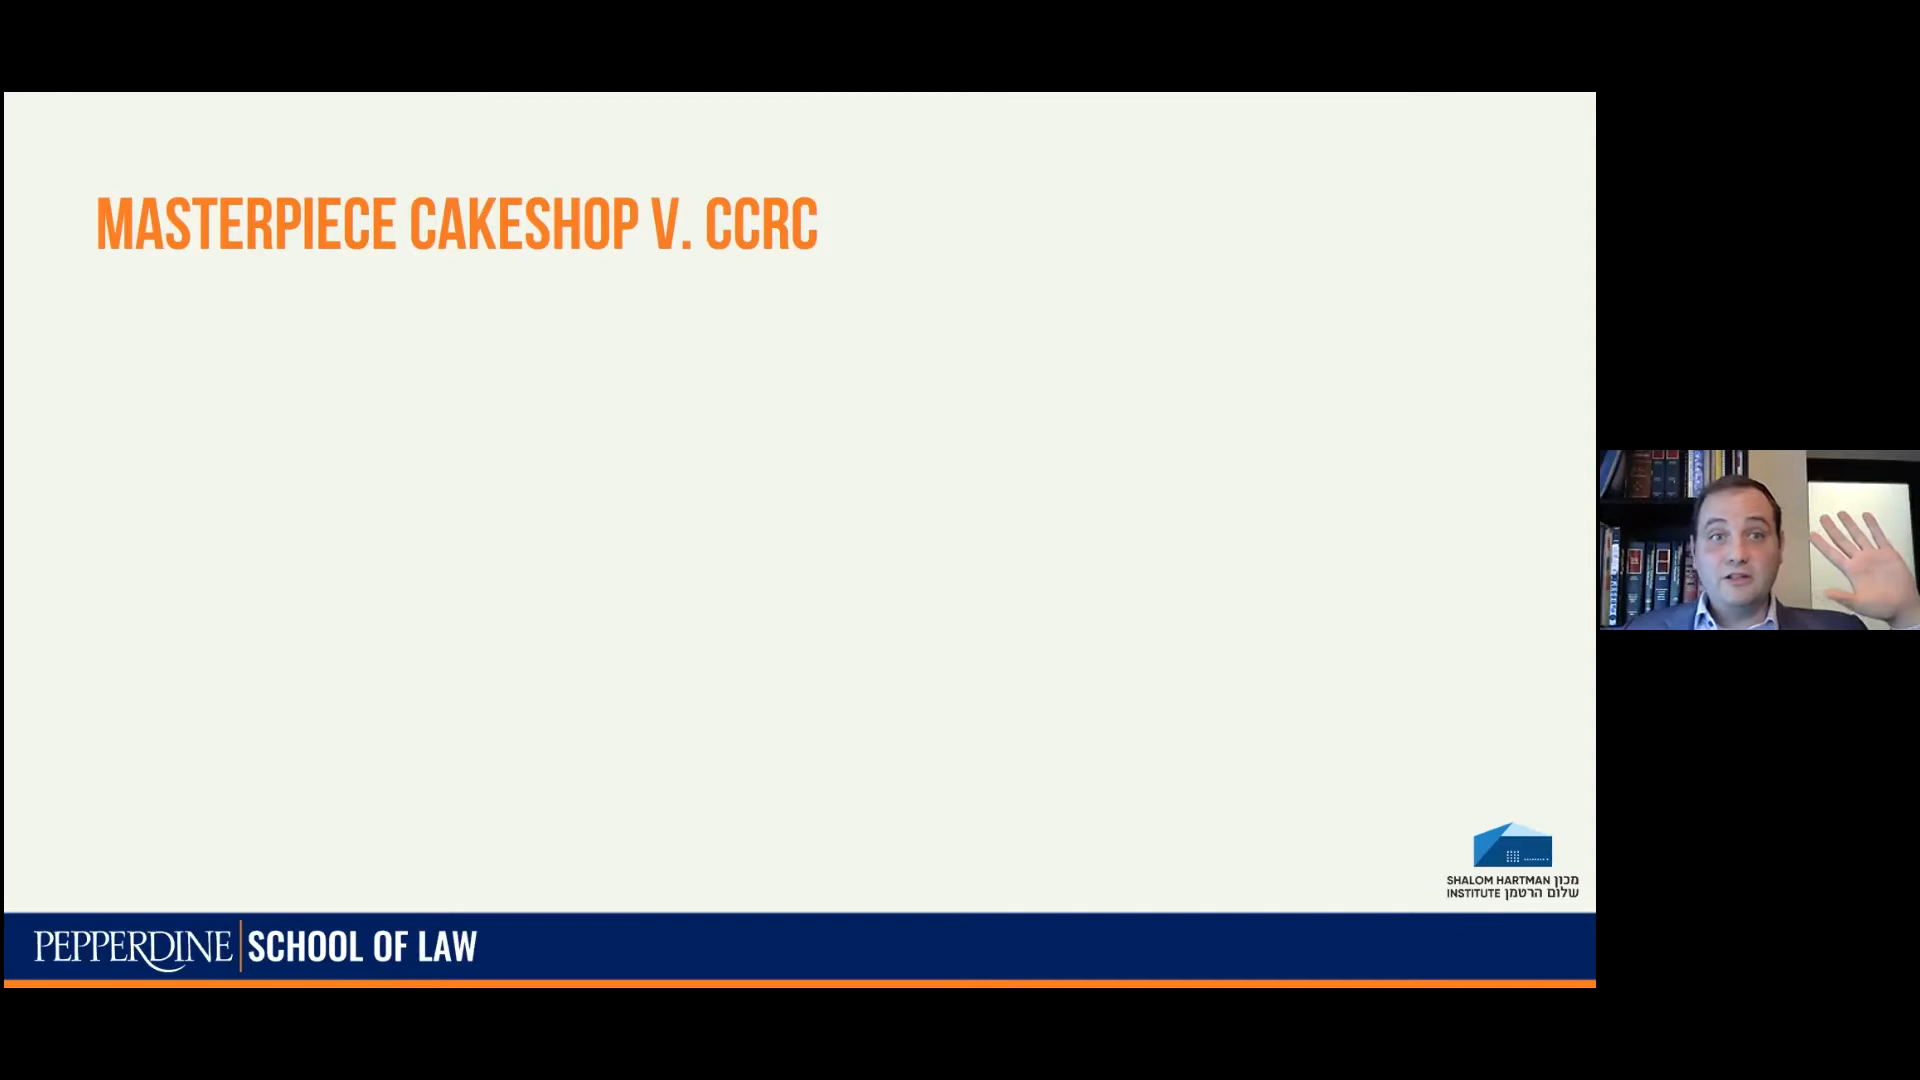 MASTERPIECE CAKESHOP V. CCRC
SHALOM HARTMAN מכון
INSTITUTE שלום הרטמן
PEPPERDINE SCHOOL OF LAW